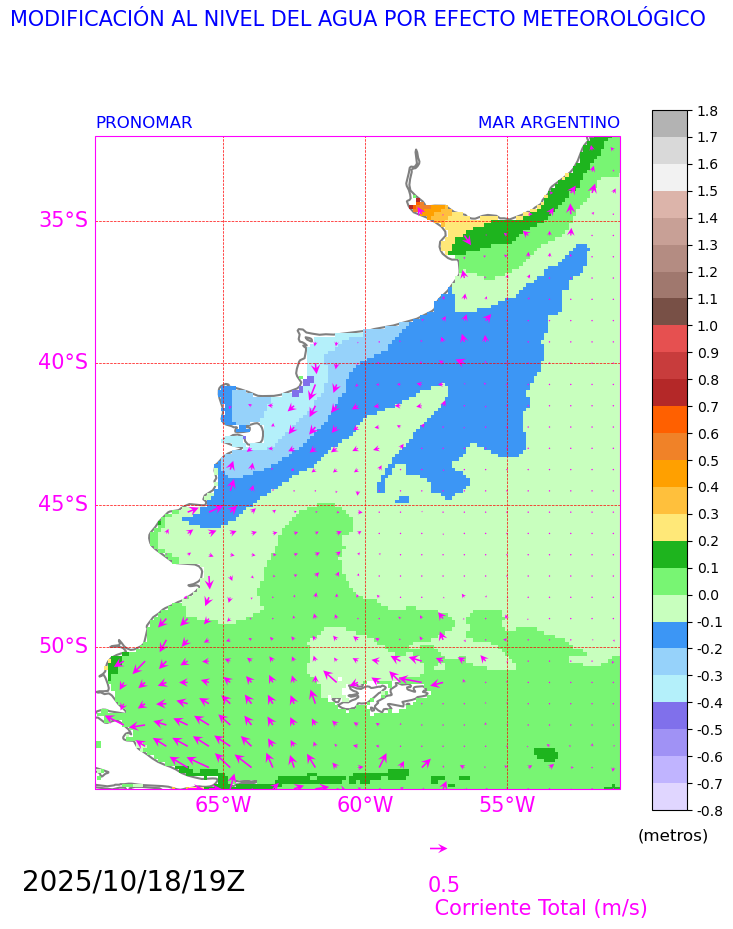 MODIFICACIÓN AL NIVEL DEL AGUA POR EFECTO METEOROLÓGICO
PRONOMAR MAR ARGENTINO
1.8
1.7
1.6
1.5
1.4
1.3
1.2
1.1
1.0
0.9
0.8
0.7
0.6
0.5
0.4
0.3
0.2
0.1
0.0
-0.1
-0.2
-0.3
-0.4
-0.5
-0.6
-0.7
-0.8
(metros)
35°S
40°S
45°S
50°S
65°W 60°W 55°W
2025/10/18/19Z
0.5
Corriente Total (m/s)